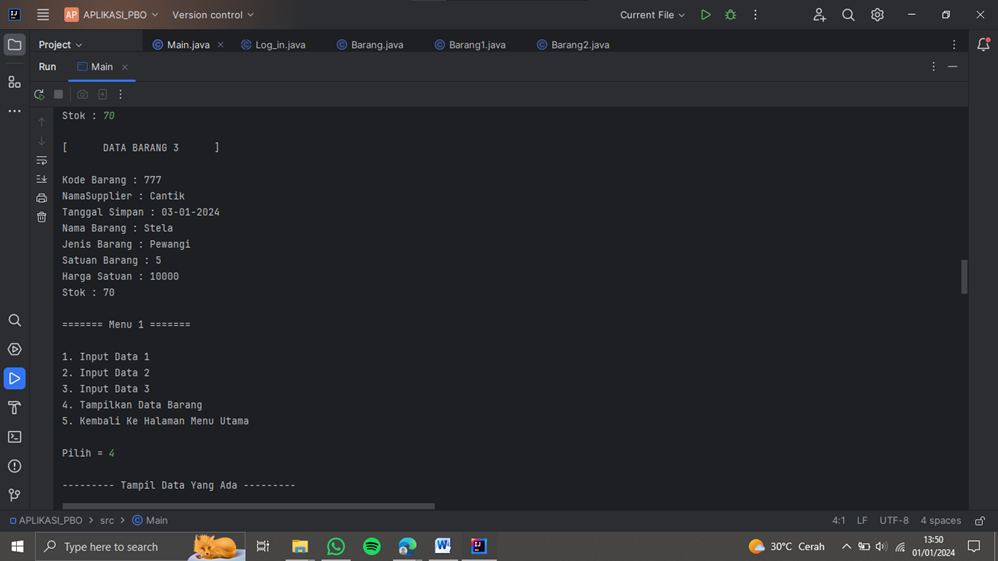 AP APLIKASI_PBO Version control Current File
Project Main.java Log_in.java Barang.java Barang1.java Barang2.java
Run Main
Stok : 70
[ DATA BARANG 3 ]
Kode Barang : 777
NamaSupplier : Cantik
Tanggal Simpan : 03-01-2024
Nama Barang : Stela
Jenis Barang : Pewangi
Satuan Barang : 5
Harga Satuan : 10000
Stok : 70
======= Menu 1 =======
1. Input Data 1
2. Input Data 2
3. Input Data 3
4. Tampilkan Data Barang
5. Kembali Ke Halaman Menu Utama
Pilih = 4
--------- Tampil Data Yang Ada ---------
APLIKASI_PBO > src > Main 4:1 LF UTF-8 4 spaces
Type here to search 30°C Cerah 13:50
01/01/2024